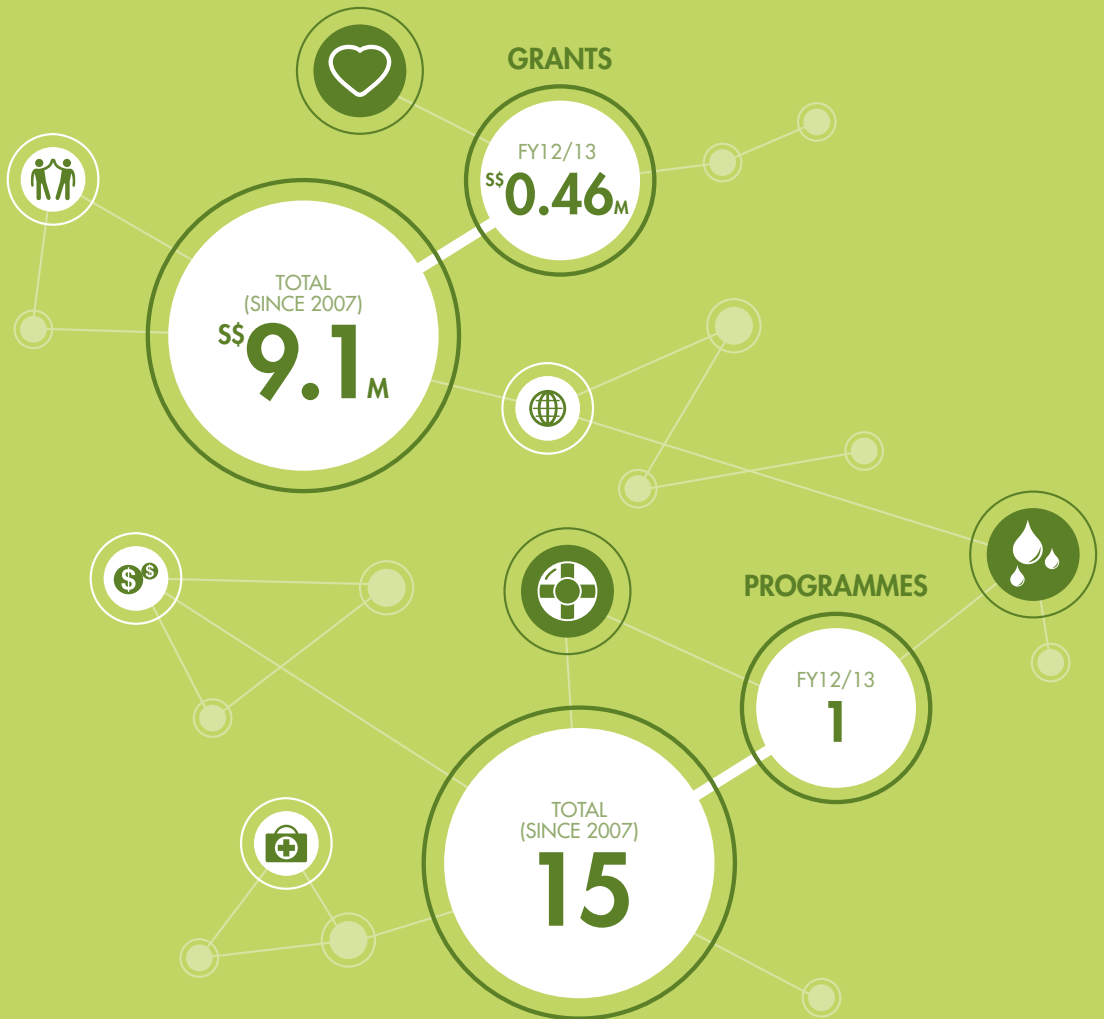 GRANTS
FY12/13
S$0.46M
TOTAL
(SINCE 2007)
S$9.1M
$ $
PROGRAMMES
FY12/13
1
TOTAL
(SINCE 2007)
15